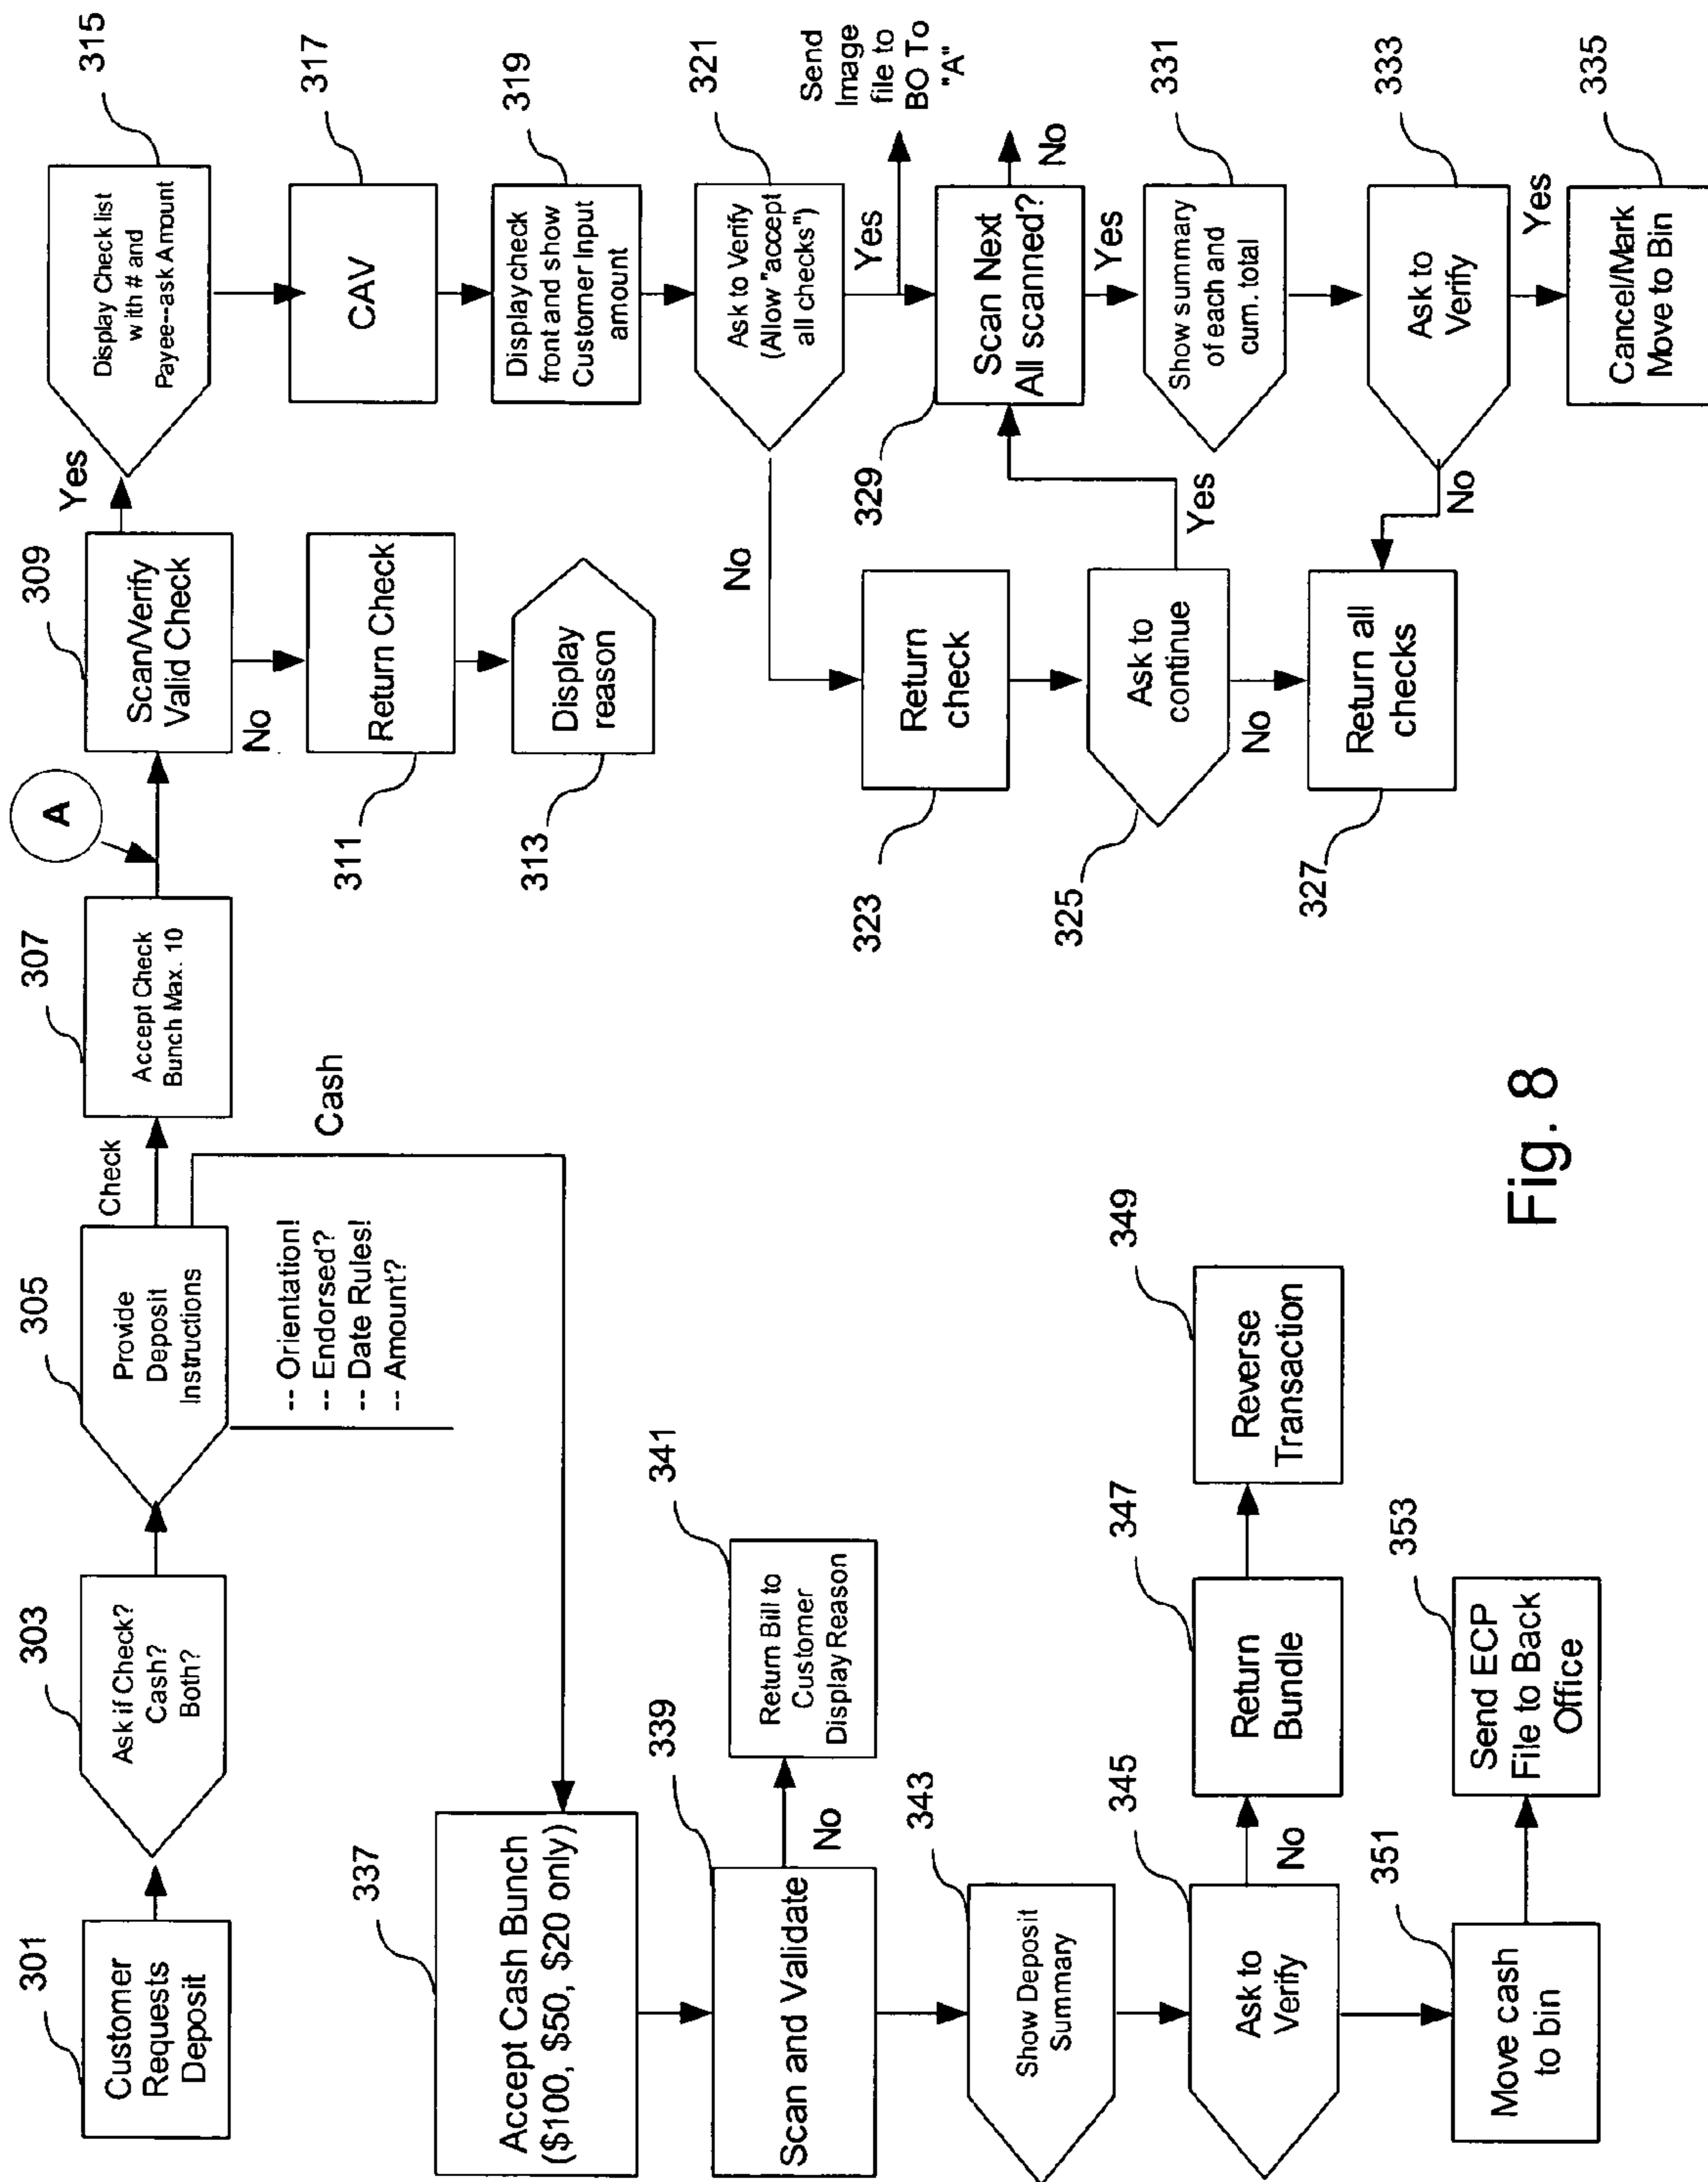 301
Customer
Requests
Deposit
303
Ask if Check?
Cash?
Both?
305
Provide
Deposit
Instructions
-- Orientation!
-- Endorsed?
-- Date Rules!
-- Amount?
Check
Cash
307
Accept Check
Bunch Max. 10
A
309
Scan/Verify
Valid Check
Yes
No
311
Return Check
313
Display
reason
315
Display Check list
with # and
Payee--ask Amount
317
CAV
319
Display check
front and show
Customer Input
amount
321
Ask to Verify
(Allow "accept
all checks")
Yes
No
Send
Image
file to
BO To
"A"
323
Return
check
325
Ask to
continue
Yes
No
327
Return all
checks
329
Scan Next
All scanned?
No
Yes
331
Show summary
of each and
cum. total
333
Ask to
Verify
No
Yes
335
Cancel/Mark
Move to Bin
337
Accept Cash Bunch
($100, $50, $20 only)
339
Scan and Validate
No
341
Return Bill to
Customer
Display Reason
343
Show Deposit
Summary
345
Ask to
Verify
No
347
Return
Bundle
349
Reverse
Transaction
351
Move cash
to bin
353
Send ECP
File to Back
Office
Fig. 8